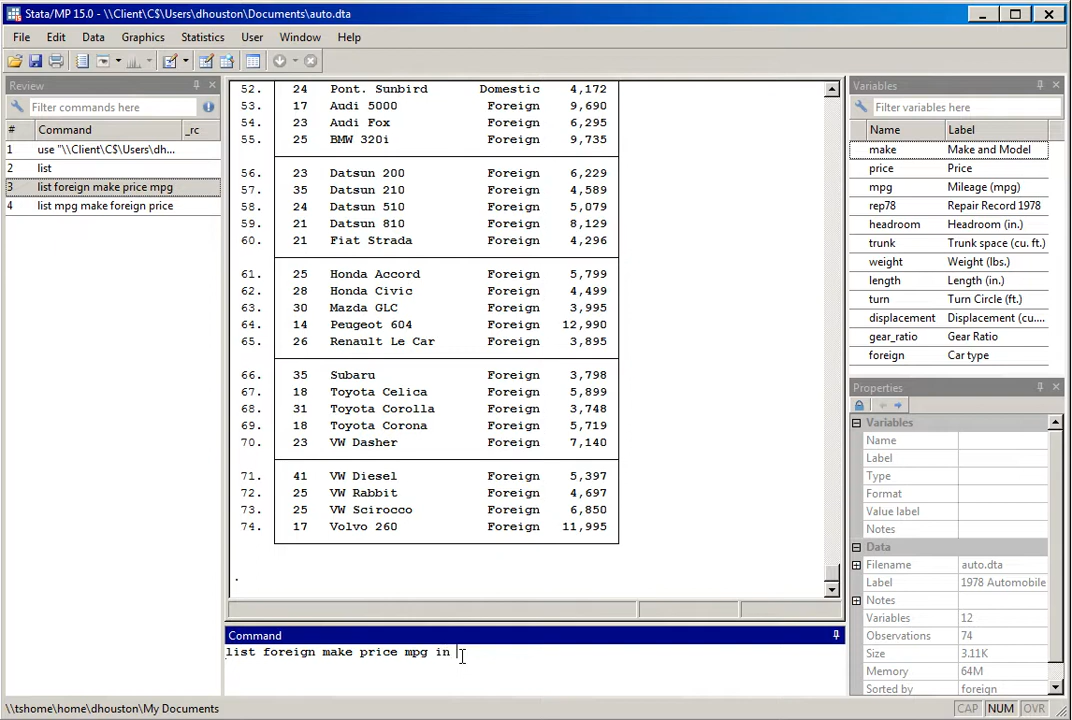 Stata/MP 15.0 - \\Client\C$\Users\dhouston\Documents\auto.dta
File Edit Data Graphics Statistics User Window Help
Review
Filter commands here
# Command _rc
1 use "\\Client\C$\Users\dh...
2 list
3 list foreign make price mpg
4 list mpg make foreign price
52. 24 Pont. Sunbird Domestic 4,172
53. 17 Audi 5000 Foreign 9,690
54. 23 Audi Fox Foreign 6,295
55. 25 BMW 320i Foreign 9,735
56. 23 Datsun 200 Foreign 6,229
57. 35 Datsun 210 Foreign 4,589
58. 24 Datsun 510 Foreign 5,079
59. 21 Datsun 810 Foreign 8,129
60. 21 Fiat Strada Foreign 4,296
61. 25 Honda Accord Foreign 5,799
62. 28 Honda Civic Foreign 4,499
63. 30 Mazda GLC Foreign 3,995
64. 14 Peugeot 604 Foreign 12,990
65. 26 Renault Le Car Foreign 3,895
66. 35 Subaru Foreign 3,798
67. 18 Toyota Celica Foreign 5,899
68. 31 Toyota Corolla Foreign 3,748
69. 18 Toyota Corona Foreign 5,719
70. 23 VW Dasher Foreign 7,140
71. 41 VW Diesel Foreign 5,397
72. 25 VW Rabbit Foreign 4,697
73. 25 VW Scirocco Foreign 6,850
74. 17 Volvo 260 Foreign 11,995
.
Command
list foreign make price mpg in
Variables
Filter variables here
Name Label
make Make and Model
price Price
mpg Mileage (mpg)
rep78 Repair Record 1978
headroom Headroom (in.)
trunk Trunk space (cu. ft.)
weight Weight (lbs.)
length Length (in.)
turn Turn Circle (ft.)
displacement Displacement (cu....
gear_ratio Gear Ratio
foreign Car type
Properties
Variables
Name
Label
Type
Format
Value label
Notes
Data
Filename auto.dta
Label 1978 Automobile
Notes
Variables 12
Observations 74
Size 3.11K
Memory 64M
Sorted by foreign
\\tshome\home\dhouston\My Documents
CAP NUM OVR